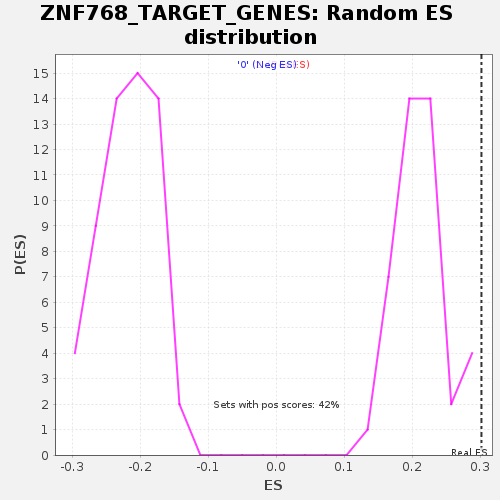 ZNF768_TARGET_GENES: Random ES
distribution
'0' (Neg ES):S)
15
14
13
12
11
10
9
8
7
6
5
4
3
2
1
0
P(ES)
Sets with pos scores: 42%
Real ES
-0.3 -0.2 -0.1 0.0 0.1 0.2 0.3
ES